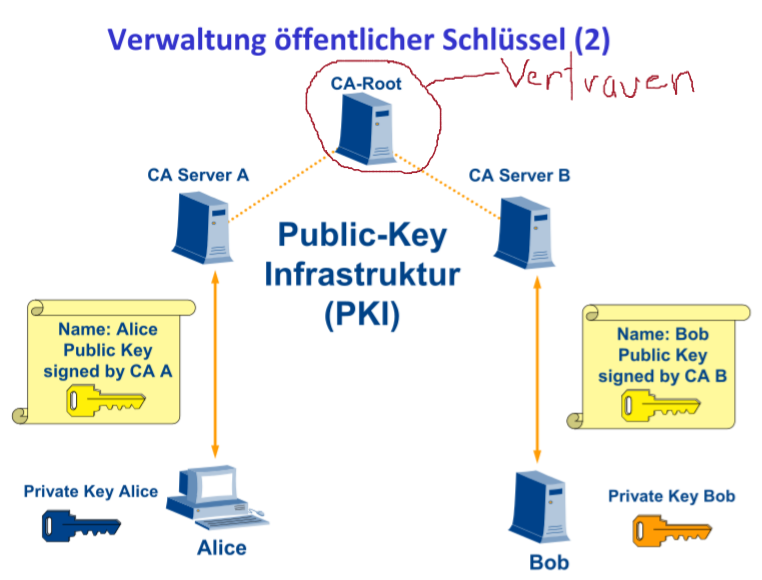 Verwaltung öffentlicher Schlüssel (2)
Vertrauen
CA-Root
CA Server A
CA Server B
Public-Key
Infrastruktur
(PKI)
Name: Alice
Public Key
signed by CA A
Name: Bob
Public Key
signed by CA B
Private Key Alice
Private Key Bob
Alice
Bob